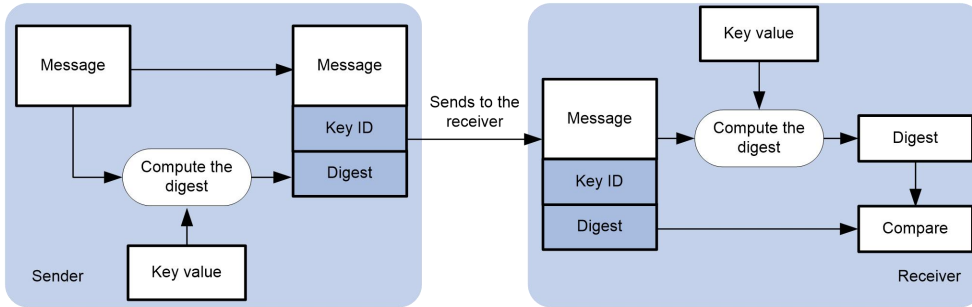 Message
Message
Key ID
Digest
Compute the
digest
Key value
Sender
Sends to the
receiver
Key value
Message
Key ID
Digest
Compute the
digest
Digest
Compare
Receiver